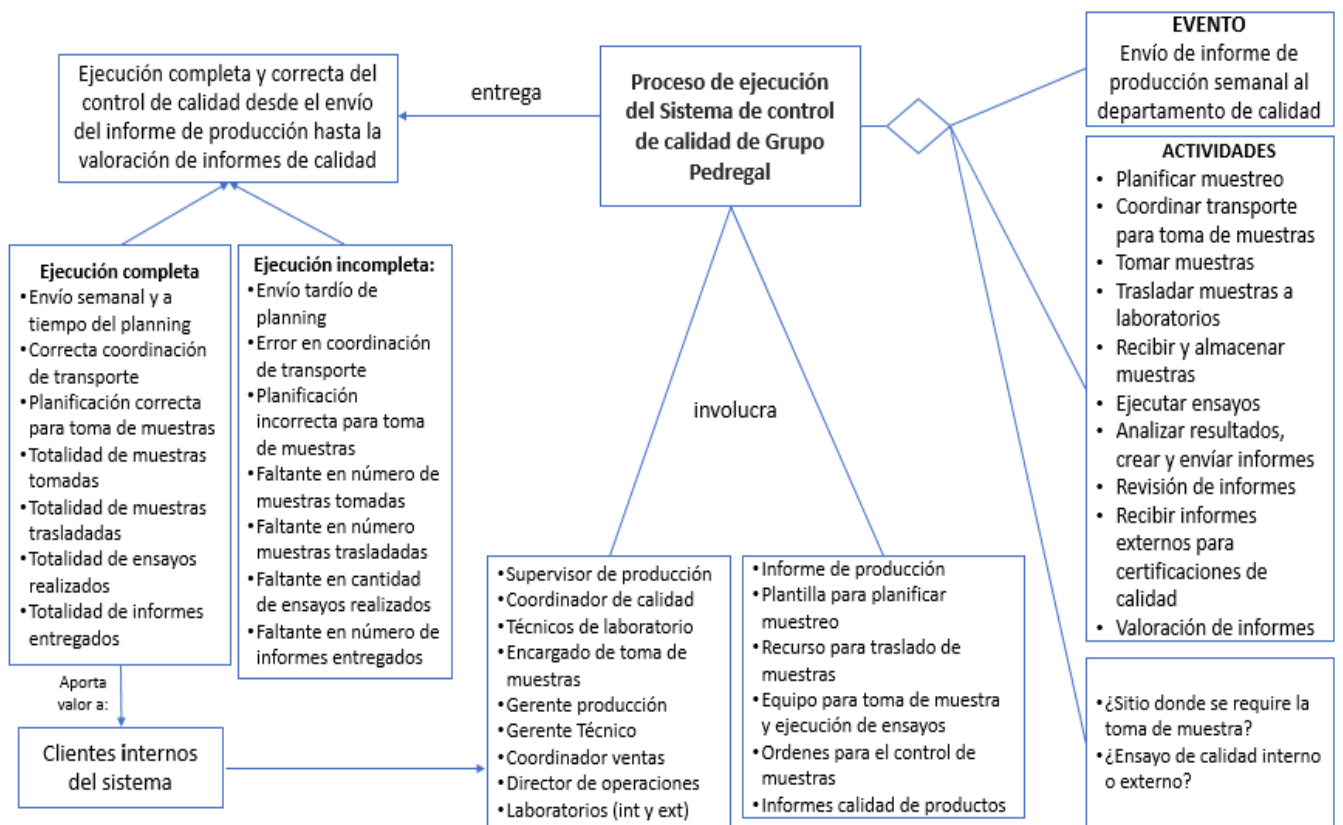 Ejecución completa y correcta del
control de calidad desde el envío
del informe de producción hasta la
valoración de informes de calidad
entrega
Proceso de ejecución
del Sistema de control
de calidad de Grupo
Pedregal
EVENTO
Envío de informe de
producción semanal al
departamento de calidad
ACTIVIDADES
• Planificar muestreo
• Coordinar transporte
para toma de muestras
• Tomar muestras
• Trasladar muestras a
laboratorios
• Recibir y almacenar
muestras
• Ejecutar ensayos
• Analizar resultados,
crear y envíar informes
• Revisión de informes
• Recibir informes
externos para
certificaciones de
calidad
• Valoración de informes
Ejecución completa
• Envío semanal y a
tiempo del planning
• Correcta coordinación
de transporte
• Planificación correcta
para toma de muestras
• Totalidad de muestras
tomadas
• Totalidad de muestras
trasladadas
• Totalidad de ensayos
realizados
• Totalidad de informes
entregados
Ejecución incompleta:
• Envío tardío de
planning
• Error en coordinación
de transporte
• Planificación
incorrecta para toma
de muestras
• Faltante en número de
muestras tomadas
• Faltante en número
muestras trasladadas
• Faltante en cantidad
de ensayos realizados
• Faltante en número de
informes entregados
involucra
Aporta
valor a:
Clientes internos
del sistema
• Supervisor de producción
• Coordinador de calidad
• Técnicos de laboratorio
• Encargado de toma de
muestras
• Gerente producción
• Gerente Técnico
• Coordinador ventas
• Director de operaciones
• Laboratorios (int y ext)
• Informe de producción
• Plantilla para planificar
muestreo
• Recurso para traslado de
muestras
• Equipo para toma de muestra
y ejecución de ensayos
• Ordenes para el control de
muestras
• Informes calidad de productos
• ¿Sitio donde se require la
toma de muestra?
• ¿Ensayo de calidad interno
o externo?